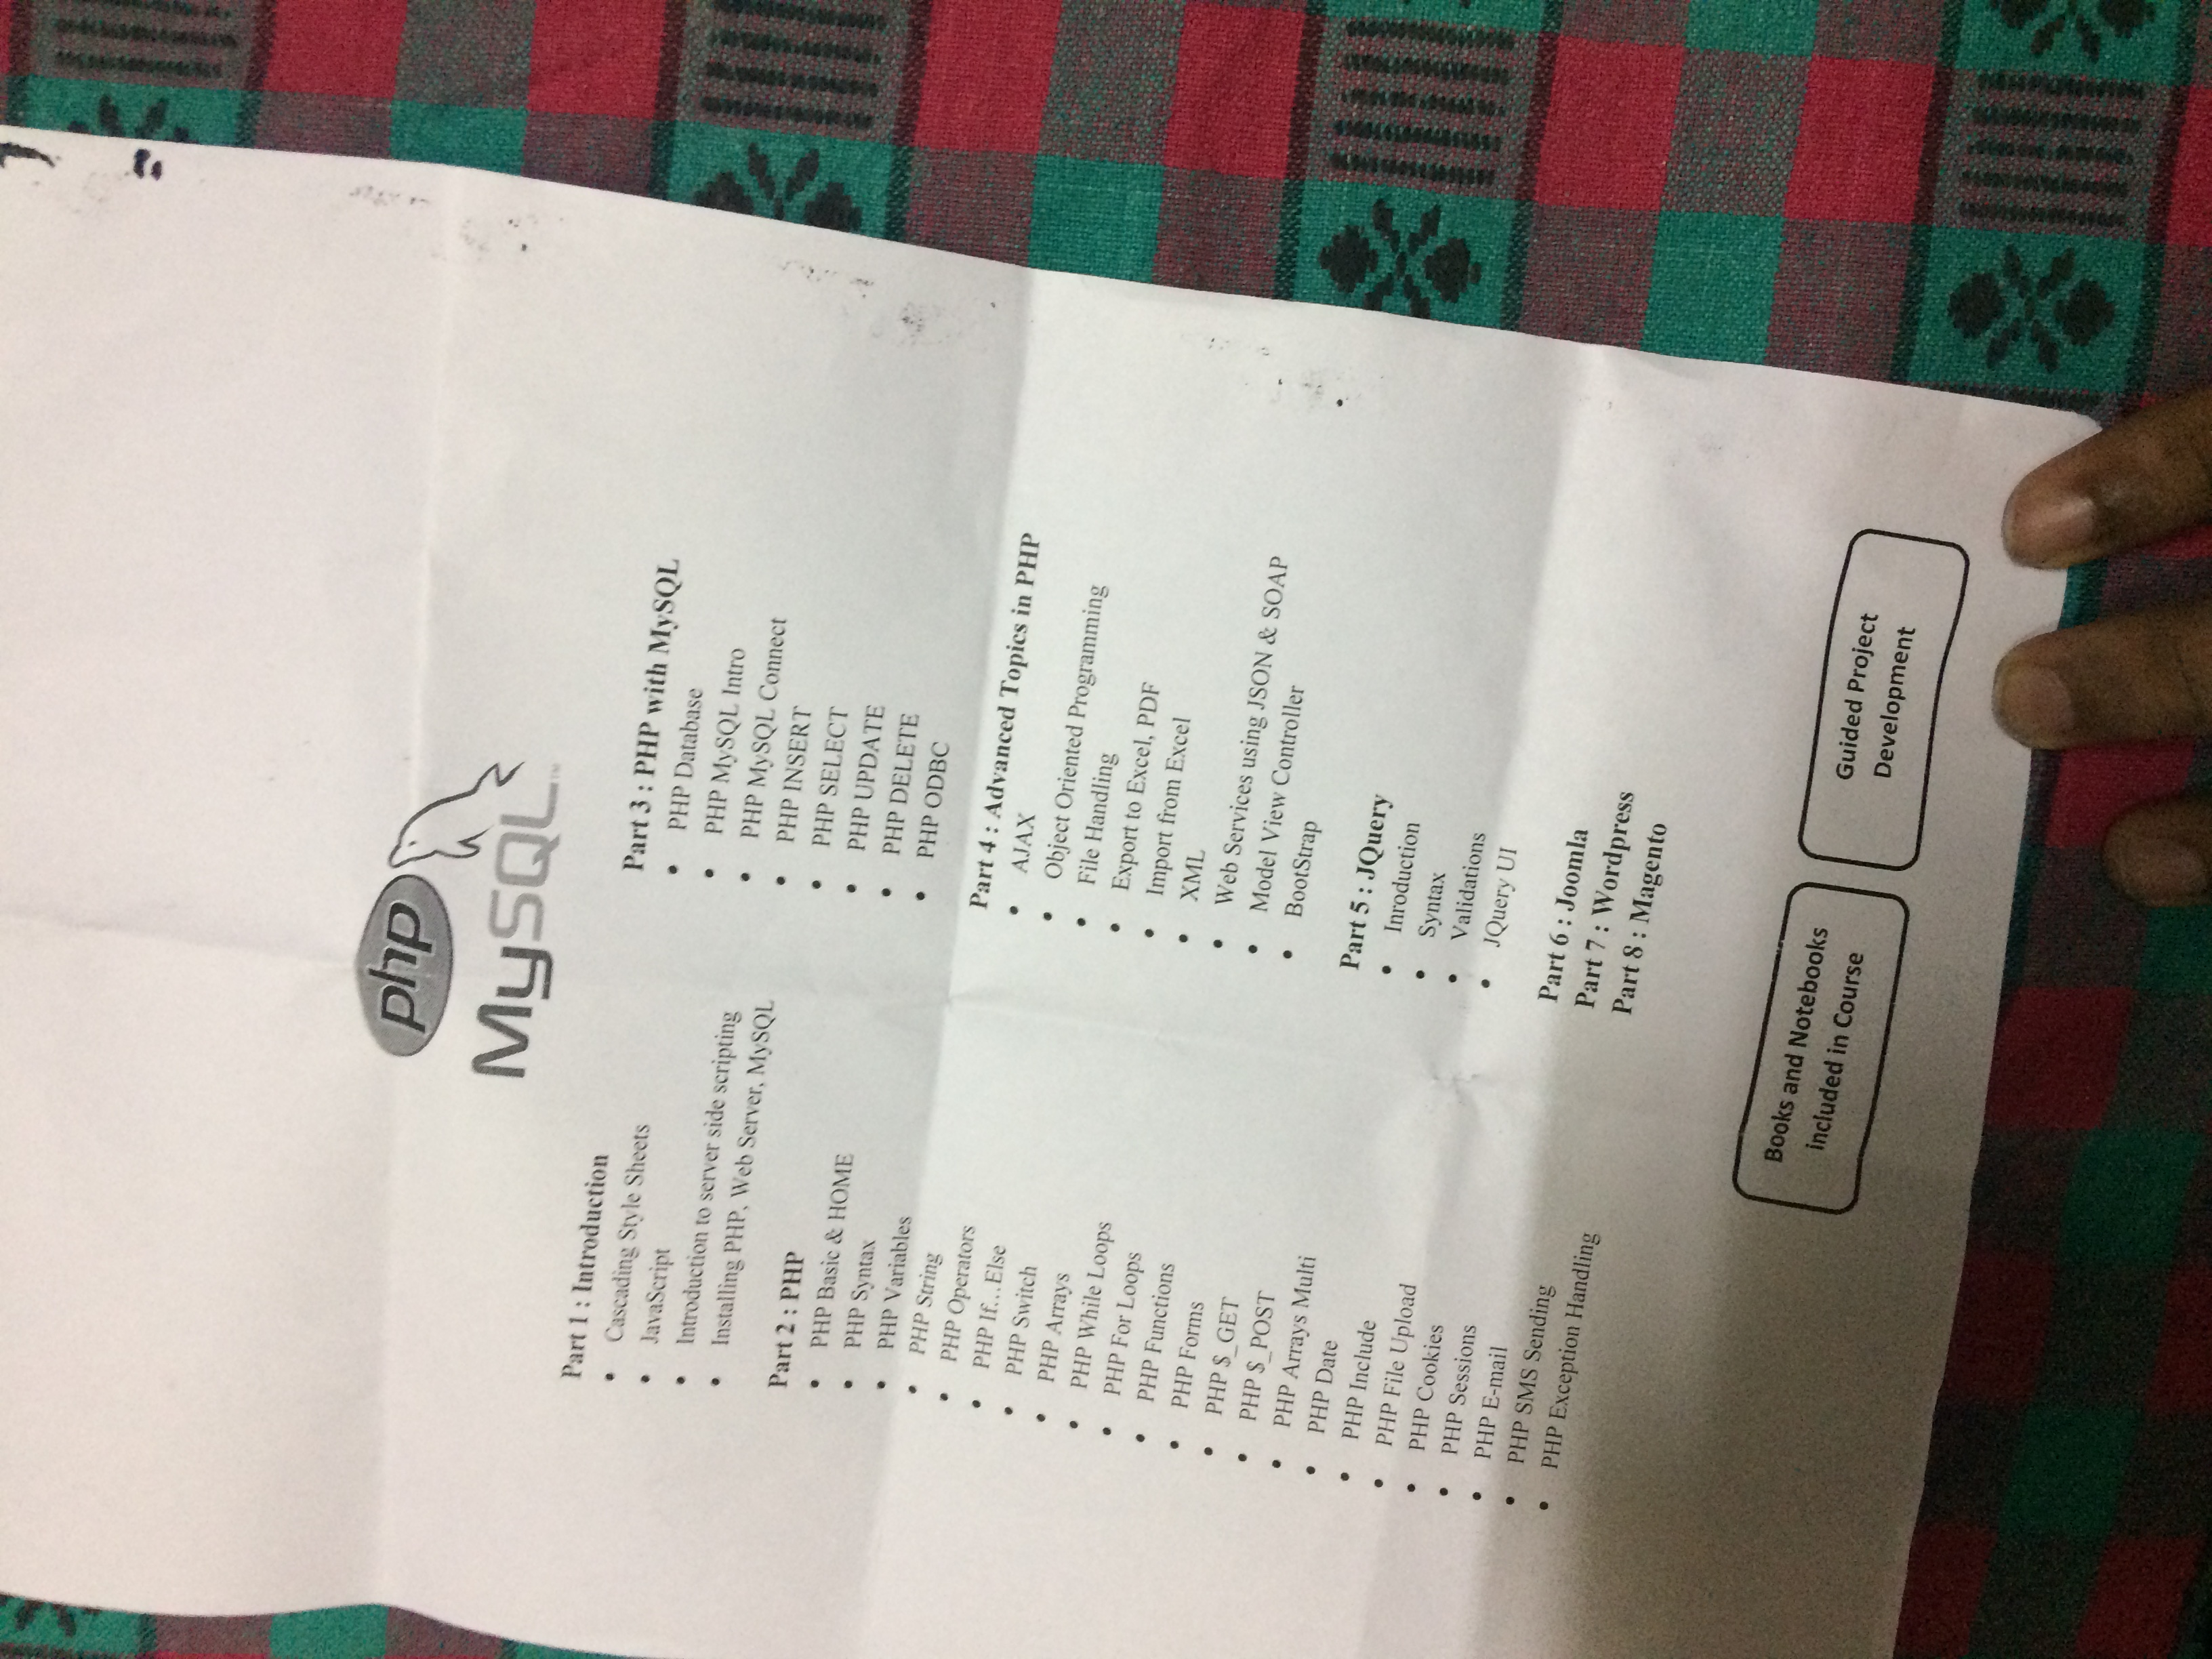 php
MySQL™
Part 1 : Introduction
• Cascading Style Sheets
• JavaScript
• Introduction to server side scripting
• Installing PHP, Web Server, MySQL
Part 2 : PHP
• PHP Basic & HOME
• PHP Syntax
• PHP Variables
• PHP String
• PHP Operators
• PHP If...Else
• PHP Switch
• PHP Arrays
• PHP While Loops
• PHP For Loops
• PHP Functions
• PHP Forms
• PHP $_GET
• PHP $_POST
• PHP Arrays Multi
• PHP Date
• PHP Include
• PHP File Upload
• PHP Cookies
• PHP Sessions
• PHP E-mail
• PHP SMS Sending
• PHP Exception Handling
Part 3 : PHP with MySQL
• PHP Database
• PHP MySQL Intro
• PHP MySQL Connect
• PHP INSERT
• PHP SELECT
• PHP UPDATE
• PHP DELETE
• PHP ODBC
Part 4 : Advanced Topics in PHP
• AJAX
• Object Oriented Programming
• File Handling
• Export to Excel, PDF
• Import from Excel
• XML
• Web Services using JSON & SOAP
• Model View Controller
• BootStrap
Part 5 : JQuery
• Inroduction
• Syntax
• Validations
• JQuery UI
Part 6 : Joomla
Part 7 : Wordpress
Part 8 : Magento
Books and Notebooks
included in Course
Guided Project
Development